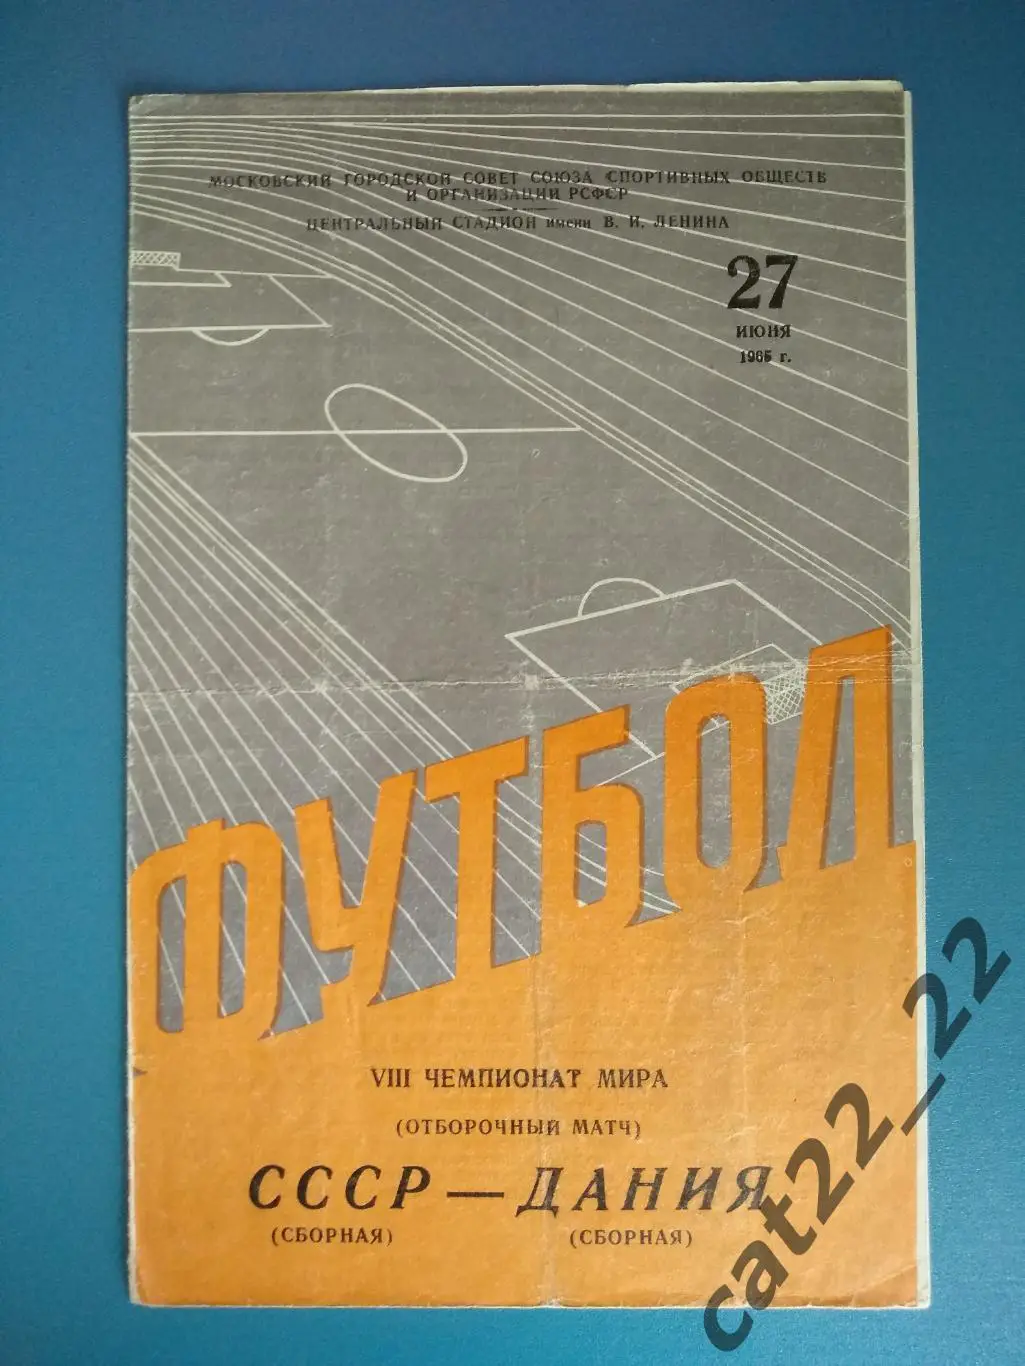 МОСКОВСКИЙ ГОРОДСКОЙ СОВЕТ СОЮЗА СПОРТИВНЫХ ОБЩЕСТВ
И ОРГАНИЗАЦИЙ РСФСР
ЦЕНТРАЛЬНЫЙ СТАДИОН имени В. И. ЛЕНИНА
27
ИЮНЯ
1965 г.
ФУТБОЛ
VIII ЧЕМПИОНАТ МИРА
(ОТБОРОЧНЫЙ МАТЧ)
СССР — ДАНИЯ
(СБОРНАЯ) (СБОРНАЯ)
cat22_22